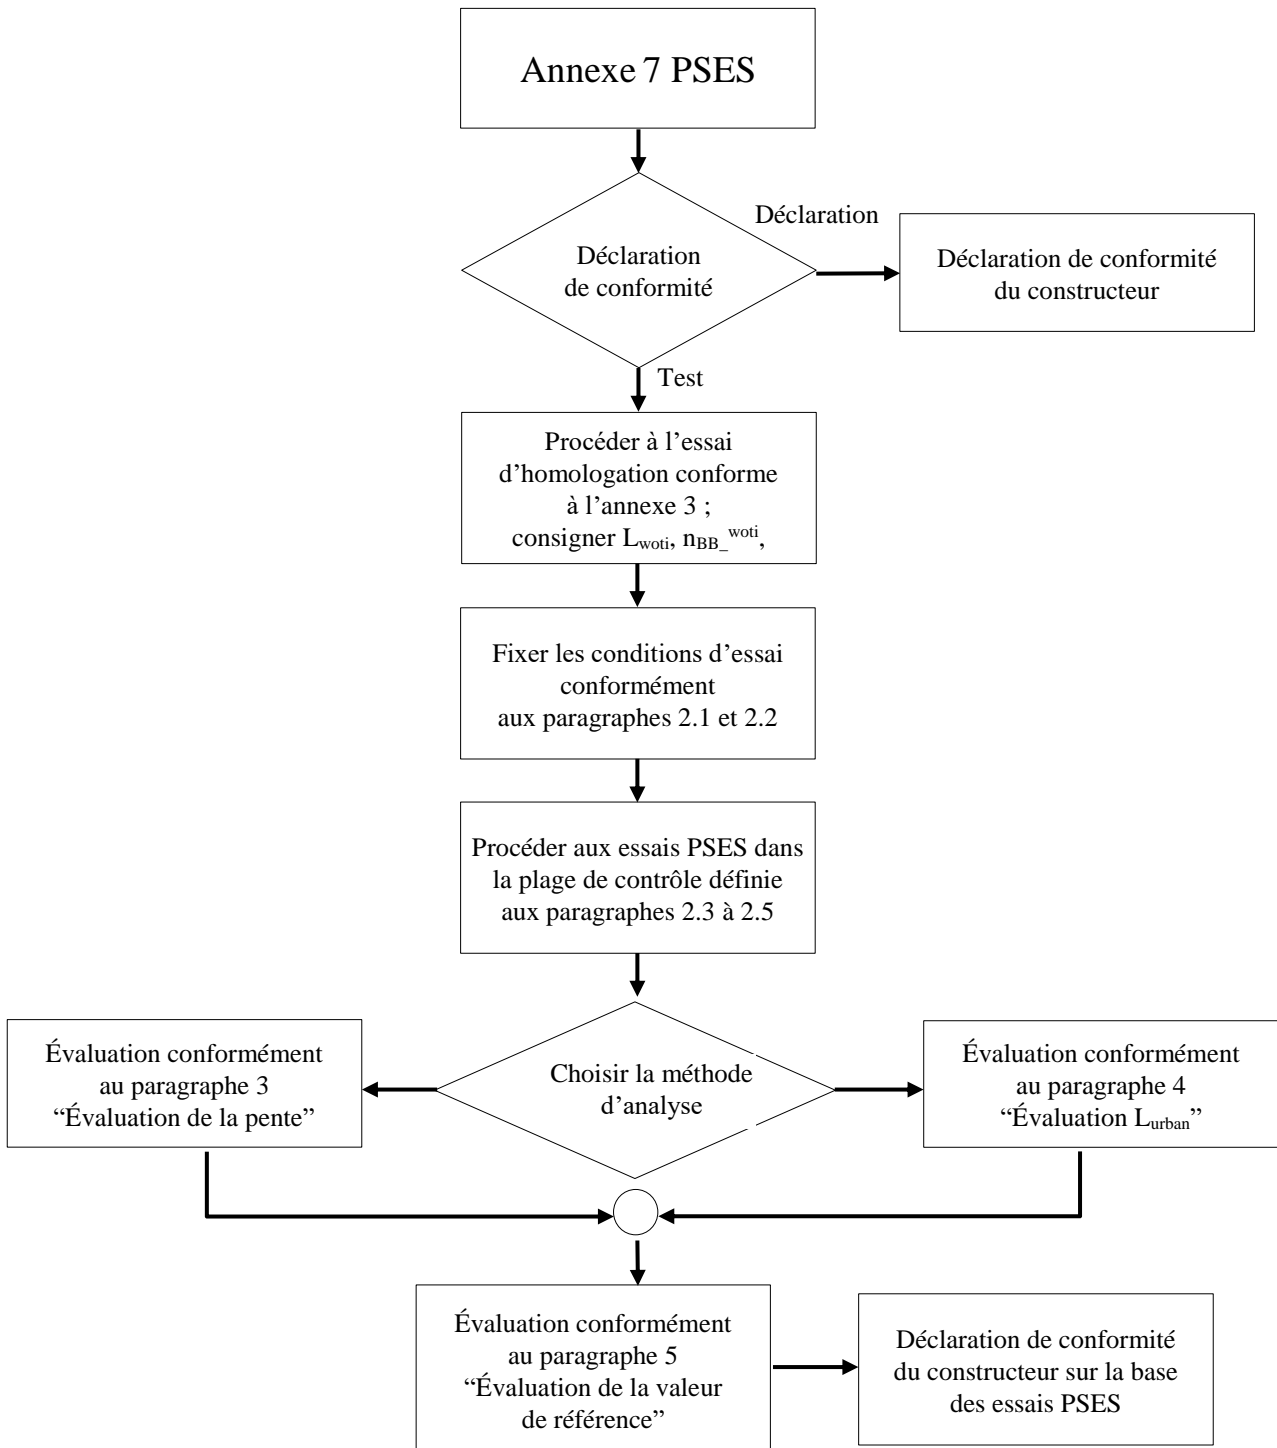 Annexe 7 PSES
Déclaration
Déclaration
de conformité
Déclaration de conformité
du constructeur
Test
Procéder à l’essai
d’homologation conforme
à l’annexe 3 ;
consigner Lwoti, nBB_woti,
Fixer les conditions d’essai
conformément
aux paragraphes 2.1 et 2.2
Procéder aux essais PSES dans
la plage de contrôle définie
aux paragraphes 2.3 à 2.5
Évaluation conformément
au paragraphe 3
“Évaluation de la pente”
Choisir la méthode
d’analyse
Évaluation conformément
au paragraphe 4
“Évaluation Lurban”
Évaluation conformément
au paragraphe 5
“Évaluation de la valeur
de référence”
Déclaration de conformité
du constructeur sur la base
des essais PSES